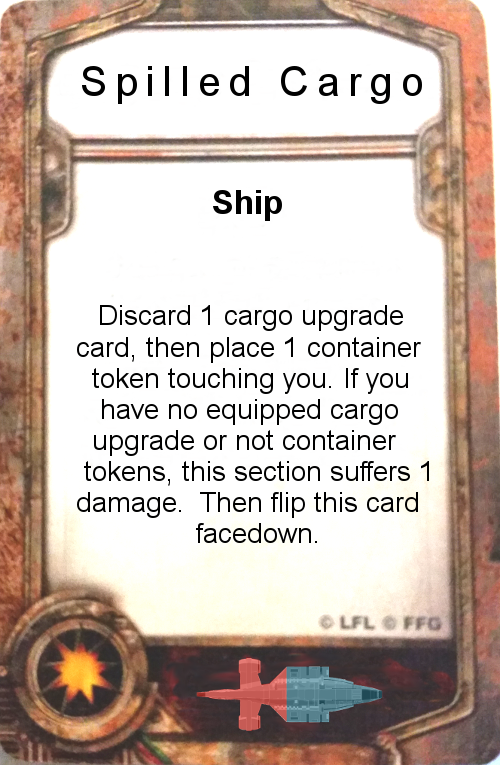 Spilled Cargo
Ship
Discard 1 cargo upgrade
card, then place 1 container
token touching you. If you
have no equipped cargo
upgrade or not container
tokens, this section suffers 1
damage. Then flip this card
facedown.
© LFL © FFG